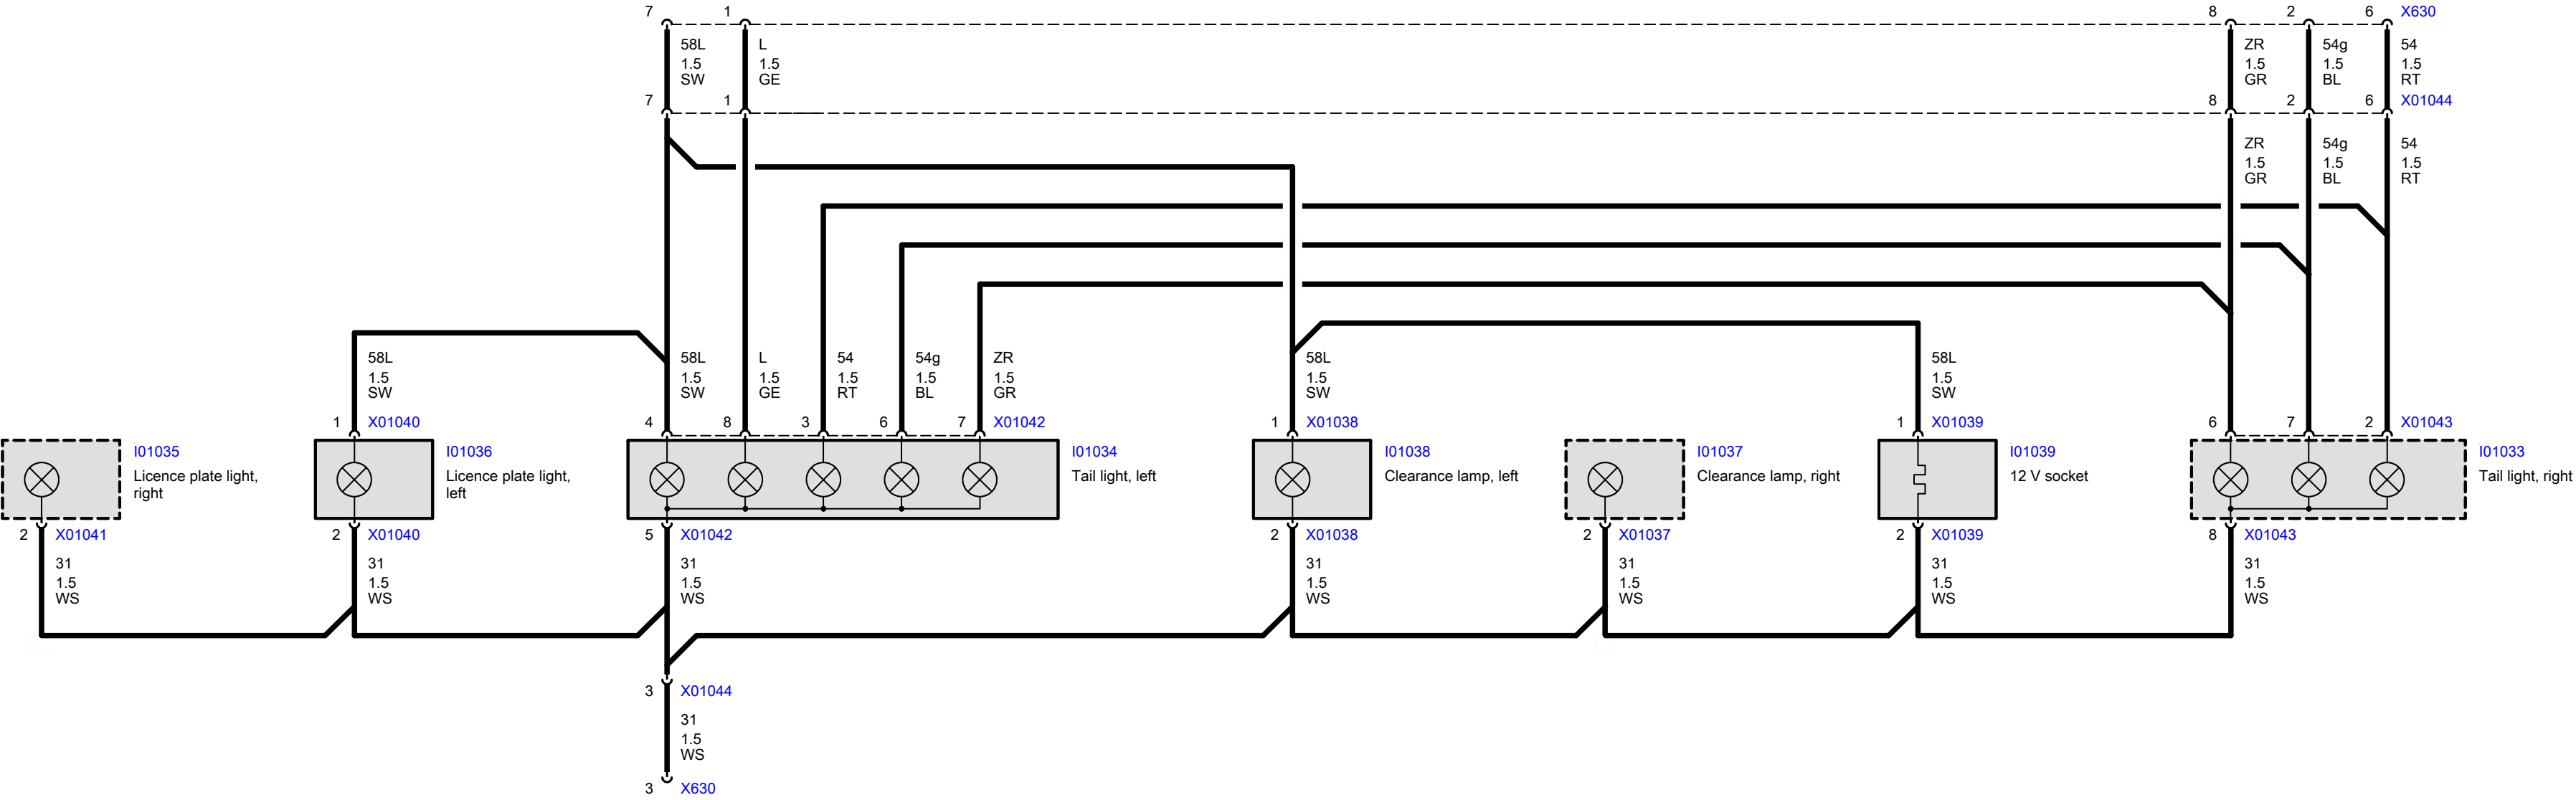 7 1 8 2 6 X630
58L L ZR 54g 54
1.5 1.5 1.5 1.5 1.5
SW GE GR BL RT
7 1 8 2 6 X01044
ZR 54g 54
1.5 1.5 1.5
GR BL RT
58L 58L L 54 54g ZR 58L 58L
1.5 1.5 1.5 1.5 1.5 1.5 1.5 1.5
SW SW GE RT BL GR SW SW
1 X01040 4 8 3 6 7 X01042 1 X01038 1 X01039 6 7 2 X01043
I01035 I01036 I01034 I01038 I01037 I01039 I01033
Licence plate light, Licence plate light, Tail light, left Clearance lamp, left Clearance lamp, right 12 V socket Tail light, right
right left
2 X01041 2 X01040 5 X01042 2 X01038 2 X01037 2 X01039 8 X01043
31 31 31 31 31 31 31
1.5 1.5 1.5 1.5 1.5 1.5 1.5
WS WS WS WS WS WS WS
3 X01044
31
1.5
WS
3 X630